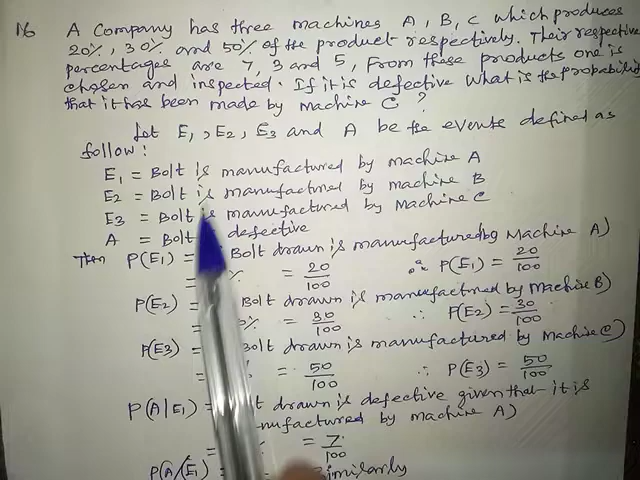 16 A Company has three machines A, B, C which produces
20%, 30% and 50% of the product respectively. Their respective
percentages are 7, 3 and 5, From these products one is
chosen and inspected. If it is defective what is the probability
that it has been made by machine C?
Let E1, E2, E3 and A be the events defined as
follow:
E1 = Bolt is manufactured by machine A
E2 = Bolt is manufactured by machine B
E3 = Bolt is manufactured by machine C
A = Bolt defective
Then P(E1) = Bolt drawn is manufactured by Machine A)
= % = 20/100 ∴ P(E1) = 20/100
P(E2) = Bolt drawn is manufactured by Machine B)
= % = 30/100 ∴ P(E2) = 30/100
P(E3) = Bolt drawn is manufactured by Machine C)
= = 50/100 ∴ P(E3) = 50/100
P(A|E1) = drawn is defective given that it is
manufactured by machine A)
= = 7/100
P(A/E1) = Similarly